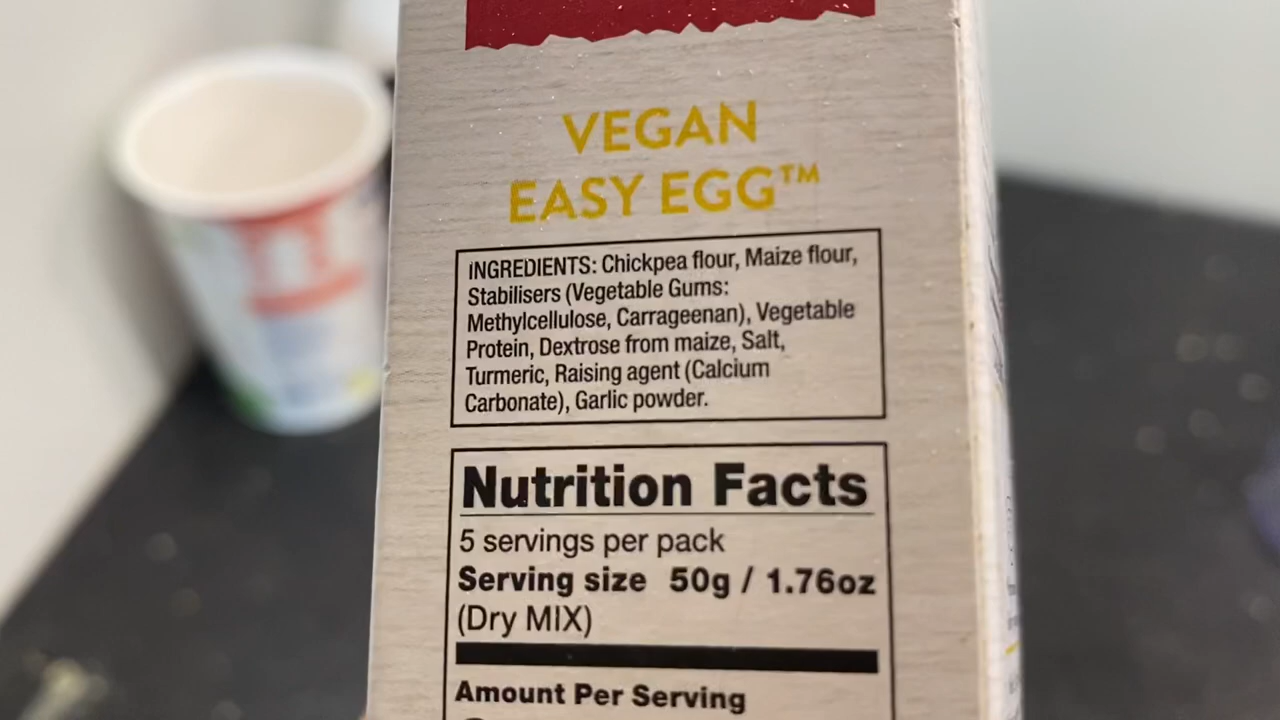 VEGAN
EASY EGG™
INGREDIENTS: Chickpea flour, Maize flour,
Stabilisers (Vegetable Gums:
Methylcellulose, Carrageenan), Vegetable
Protein, Dextrose from maize, Salt,
Turmeric, Raising agent (Calcium
Carbonate), Garlic powder.
Nutrition Facts
5 servings per pack
Serving size 50g / 1.76oz
(Dry MIX)
Amount Per Serving